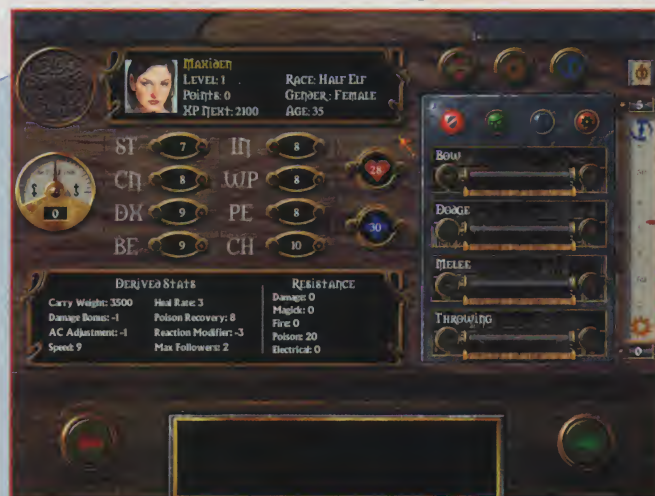 Maxiden
Level: 1
Race: Half Elf
Points: 0
Gender: Female
XP Next: 2100
Age: 35
ST 7
IN 8
CN 8
WP 8
DX 9
PE 8
BE 9
CH 10
28
30
0
5
Bow
Dodge
Melee
Throwing
0
Derived Stats
Carry Weight: 3500
Heal Rate: 3
Damage Bonus: -1
Poison Recovery: 8
AC Adjustment: -1
Reaction Modifier: -3
Speed: 9
Max Followers: 2
Resistance
Damage: 0
Magick: 0
Fire: 0
Poison: 20
Electrical: 0